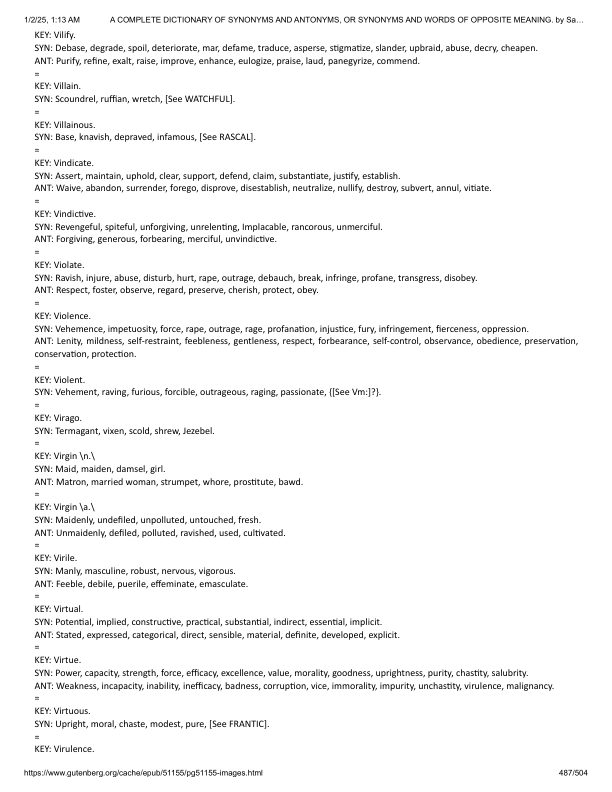 1/2/25, 1:13 AM A COMPLETE DICTIONARY OF SYNONYMS AND ANTONYMS, OR SYNONYMS AND WORDS OF OPPOSITE MEANING. by Sa…
KEY: Vilify.
SYN: Debase, degrade, spoil, deteriorate, mar, defame, traduce, asperse, stigmatize, slander, upbraid, abuse, decry, cheapen.
ANT: Purify, refine, exalt, raise, improve, enhance, eulogize, praise, laud, panegyrize, commend.
=
KEY: Villain.
SYN: Scoundrel, ruffian, wretch, [See WATCHFUL].
=
KEY: Villainous.
SYN: Base, knavish, depraved, infamous, [See RASCAL].
=
KEY: Vindicate.
SYN: Assert, maintain, uphold, clear, support, defend, claim, substantiate, justify, establish.
ANT: Waive, abandon, surrender, forego, disprove, disestablish, neutralize, nullify, destroy, subvert, annul, vitiate.
=
KEY: Vindictive.
SYN: Revengeful, spiteful, unforgiving, unrelenting, Implacable, rancorous, unmerciful.
ANT: Forgiving, generous, forbearing, merciful, unvindictive.
=
KEY: Violate.
SYN: Ravish, injure, abuse, disturb, hurt, rape, outrage, debauch, break, infringe, profane, transgress, disobey.
ANT: Respect, foster, observe, regard, preserve, cherish, protect, obey.
=
KEY: Violence.
SYN: Vehemence, impetuosity, force, rape, outrage, rage, profanation, injustice, fury, infringement, fierceness, oppression.
ANT: Lenity, mildness, self-restraint, feebleness, gentleness, respect, forbearance, self-control, observance, obedience, preservation,
conservation, protection.
=
KEY: Violent.
SYN: Vehement, raving, furious, forcible, outrageous, raging, passionate, {[See Vm:]?}.
=
KEY: Virago.
SYN: Termagant, vixen, scold, shrew, Jezebel.
=
KEY: Virgin \n.\
SYN: Maid, maiden, damsel, girl.
ANT: Matron, married woman, strumpet, whore, prostitute, bawd.
=
KEY: Virgin \a.\
SYN: Maidenly, undefiled, unpolluted, untouched, fresh.
ANT: Unmaidenly, defiled, polluted, ravished, used, cultivated.
=
KEY: Virile.
SYN: Manly, masculine, robust, nervous, vigorous.
ANT: Feeble, debile, puerile, effeminate, emasculate.
=
KEY: Virtual.
SYN: Potential, implied, constructive, practical, substantial, indirect, essential, implicit.
ANT: Stated, expressed, categorical, direct, sensible, material, definite, developed, explicit.
=
KEY: Virtue.
SYN: Power, capacity, strength, force, efficacy, excellence, value, morality, goodness, uprightness, purity, chastity, salubrity.
ANT: Weakness, incapacity, inability, inefficacy, badness, corruption, vice, immorality, impurity, unchastity, virulence, malignancy.
=
KEY: Virtuous.
SYN: Upright, moral, chaste, modest, pure, [See FRANTIC].
=
KEY: Virulence.
https://www.gutenberg.org/cache/epub/51155/pg51155-images.html 487/504